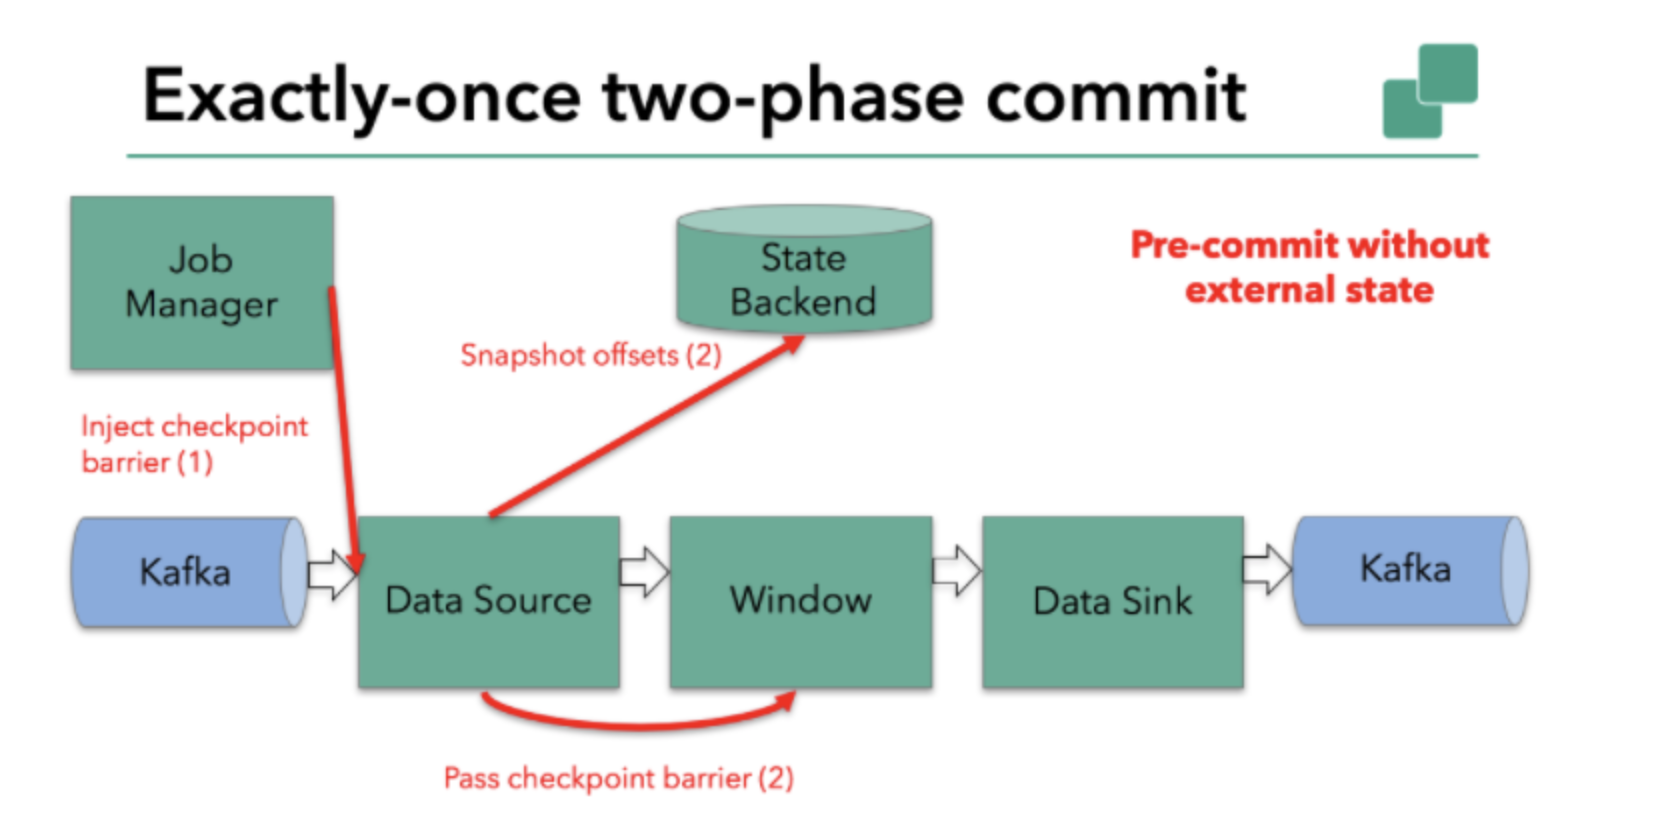 Exactly-once two-phase commit
Job
Manager
State
Backend
Pre-commit without
external state
Snapshot offsets (2)
Inject checkpoint
barrier (1)
Kafka
Data Source
Window
Data Sink
Kafka
Pass checkpoint barrier (2)